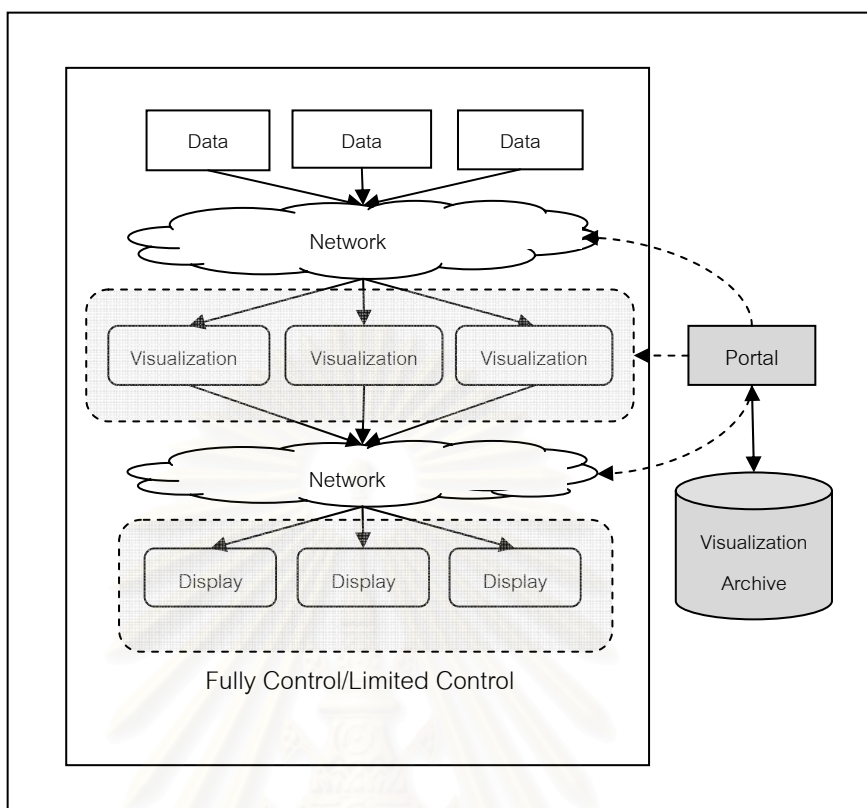 Data
Data
Data
Network
Visualization
Visualization
Visualization
Portal
Network
Visualization
Archive
Display
Display
Display
Fully Control/Limited Control